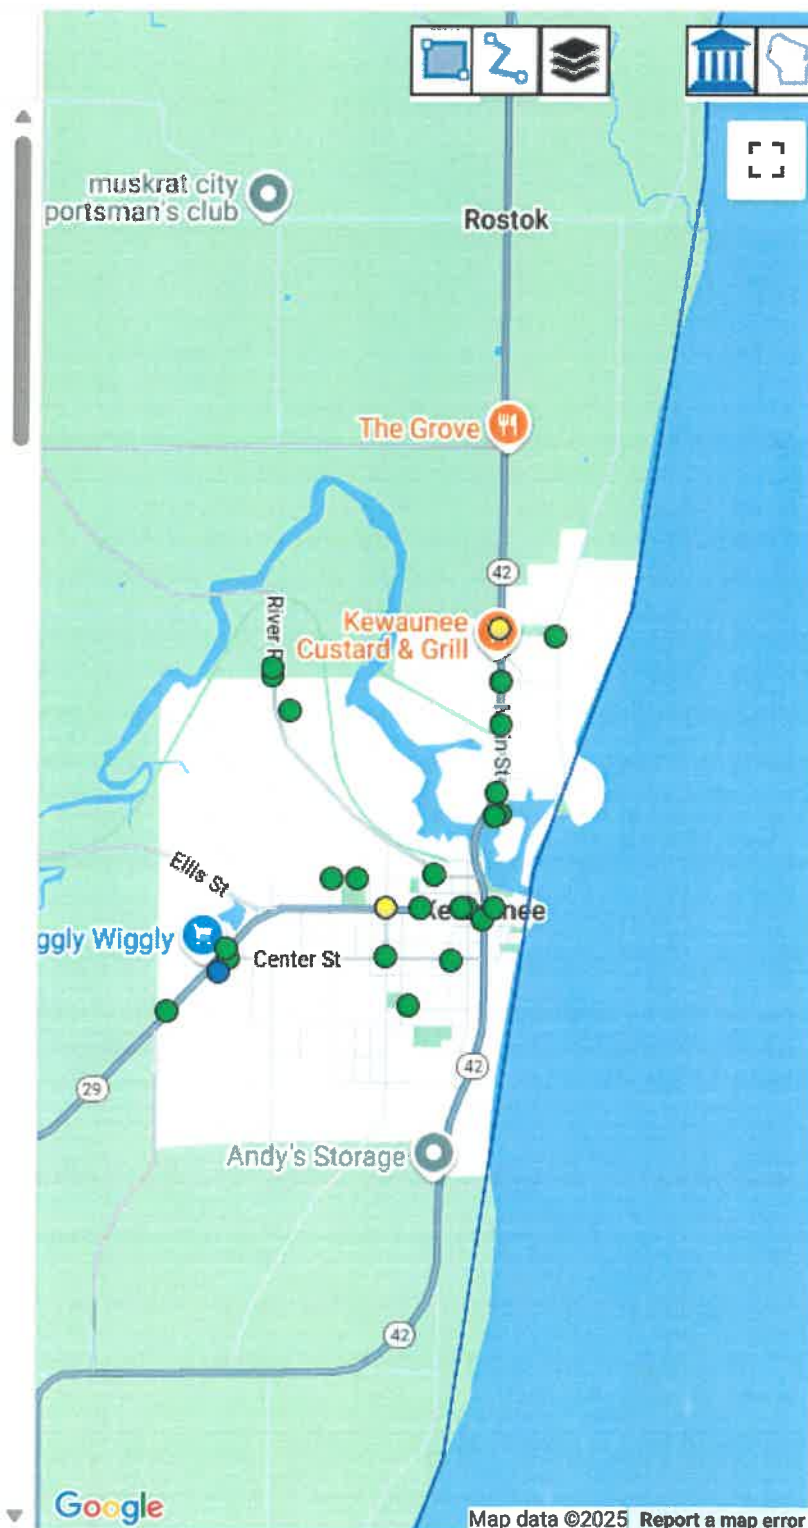 muskrat city
portsman's club
Rostok
The Grove
42
Kewaunee
Custard & Grill
River R
in St
Ellis St
ggly Wiggly
Center St
nee
29
42
Andy's Storage
42
Google
Map data ©2025 Report a map error